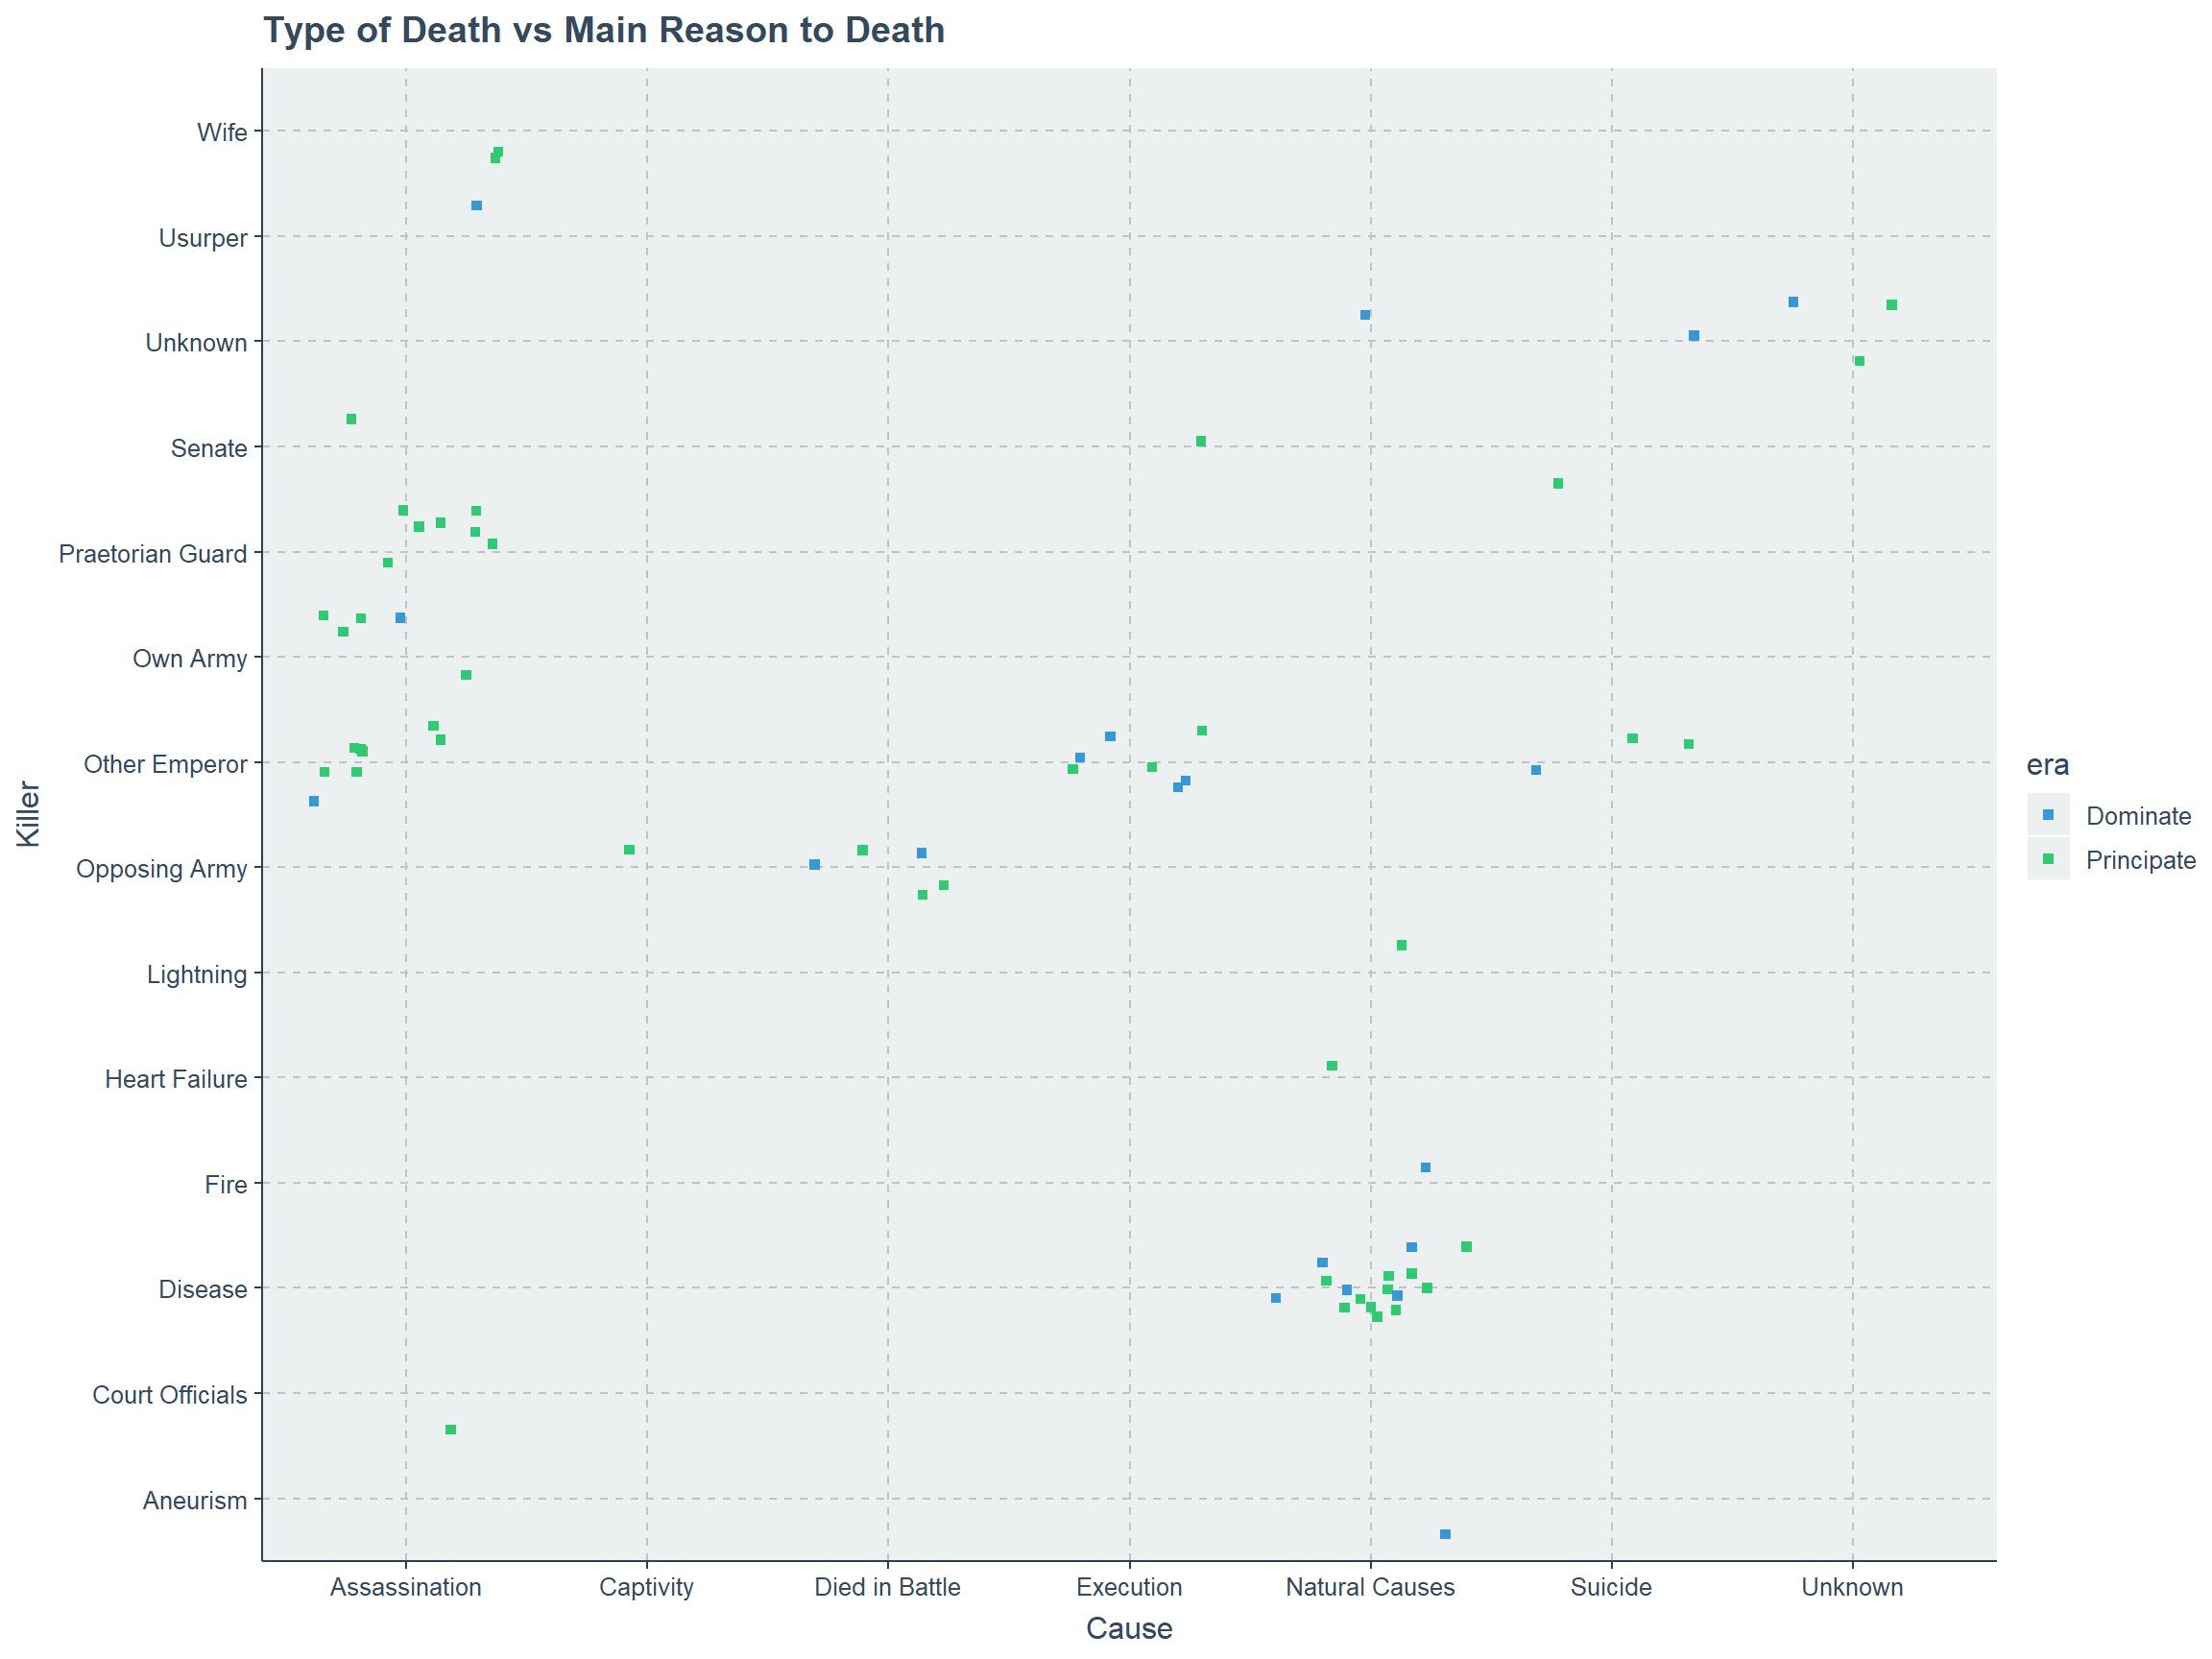 Type of Death vs Main Reason to Death
Killer
Wife
Usurper
Unknown
Senate
Praetorian Guard
Own Army
Other Emperor
Opposing Army
Lightning
Heart Failure
Fire
Disease
Court Officials
Aneurism
Assassination Captivity Died in Battle Execution Natural Causes Suicide Unknown
Cause
era
Dominate
Principate